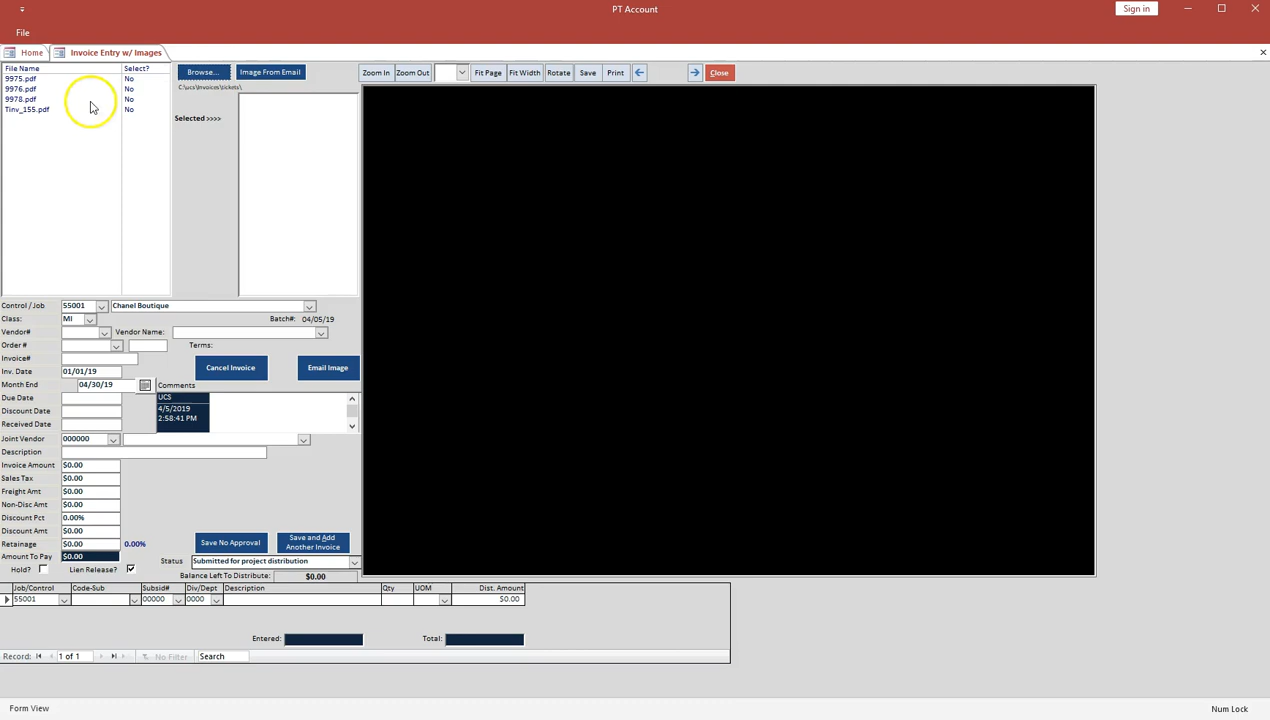 PT Account
Sign in
File
Home
Invoice Entry w/ Images
File Name Select?
9975.pdf No
9976.pdf No
9978.pdf No
Tinv_155.pdf No
Browse...
Image From Email
C:\ucs\Invoices\tickets\
Selected >>>>
Zoom In Zoom Out Fit Page Fit Width Rotate Save Print Close
Control / Job 55001 Chanel Boutique
Class: MI Batch#: 04/05/19
Vendor# Vendor Name:
Order # Terms:
Invoice#
Inv. Date 01/01/19
Cancel Invoice
Email Image
Month End 04/30/19 Comments
Due Date UCS
Discount Date 4/5/2019
2:58:41 PM
Received Date
Joint Vendor 000000
Description
Invoice Amount $0.00
Sales Tax $0.00
Freight Amt $0.00
Non-Disc Amt $0.00
Discount Pct 0.00%
Discount Amt $0.00
Retainage $0.00 0.00%
Save No Approval
Save and Add
Another Invoice
Amount To Pay $0.00
Status Submitted for project distribution
Hold? Lien Release?
Balance Left To Distribute: $0.00
Job/Control Code-Sub Subsid# Div/Dept Description Qty UOM Dist. Amount
55001 00000 0000 $0.00
Entered: Total:
Record: 1 of 1 No Filter Search
Form View
Num Lock